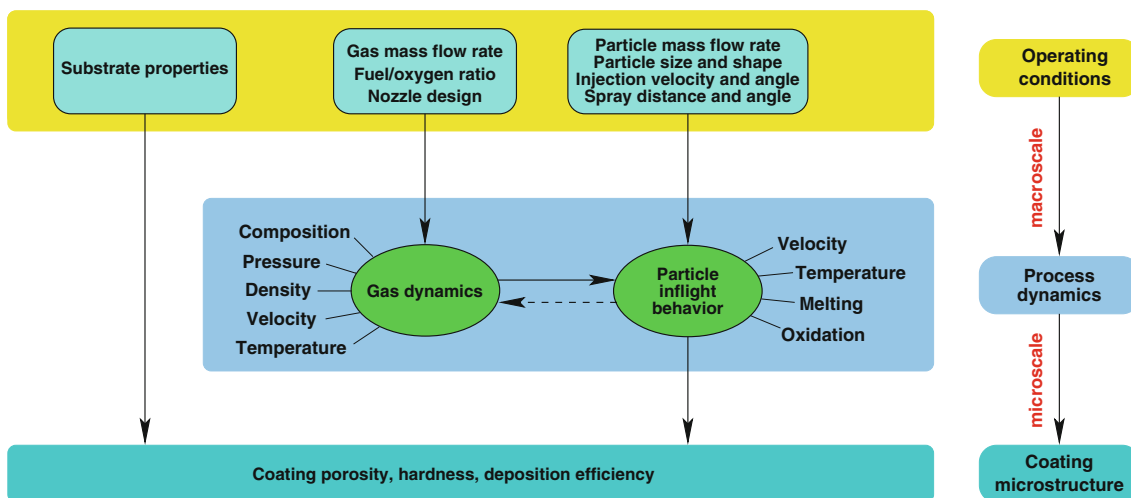 Substrate properties
Gas mass flow rate
Fuel/oxygen ratio
Nozzle design
Particle mass flow rate
Particle size and shape
Injection velocity and angle
Spray distance and angle
Operating
conditions
macroscale
Composition
Pressure
Density
Velocity
Temperature
Gas dynamics
Particle
inflight
behavior
Velocity
Temperature
Melting
Oxidation
Process
dynamics
microscale
Coating porosity, hardness, deposition efficiency
Coating
microstructure